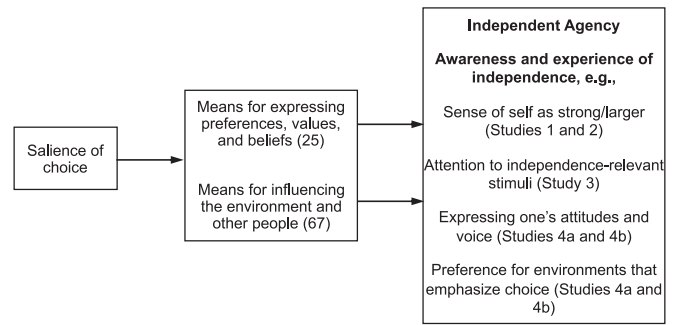 Salience of
choice
Means for expressing
preferences, values,
and beliefs (25)
Means for influencing
the environment and
other people (67)
Independent Agency
Awareness and experience of
independence, e.g.,
Sense of self as strong/larger
(Studies 1 and 2)
Attention to independence-relevant
stimuli (Study 3)
Expressing one's attitudes and
voice (Studies 4a and 4b)
Preference for environments that
emphasize choice (Studies 4a and
4b)